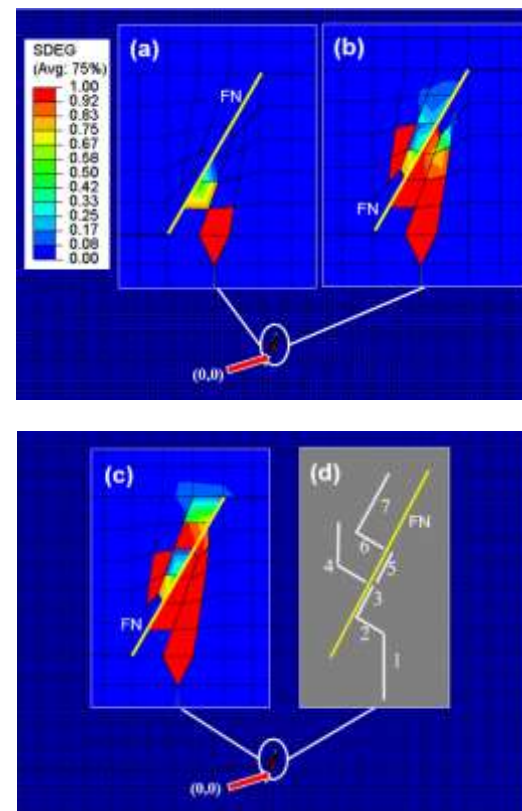 SDEG
(Avg: 75%)
1.00
0.92
0.83
0.75
0.67
0.58
0.50
0.42
0.33
0.25
0.17
0.08
0.00
(a)
FN
(b)
FN
(0,0)
(c)
FN
(d)
7
FN
6
4
5
3
2
1
(0,0)